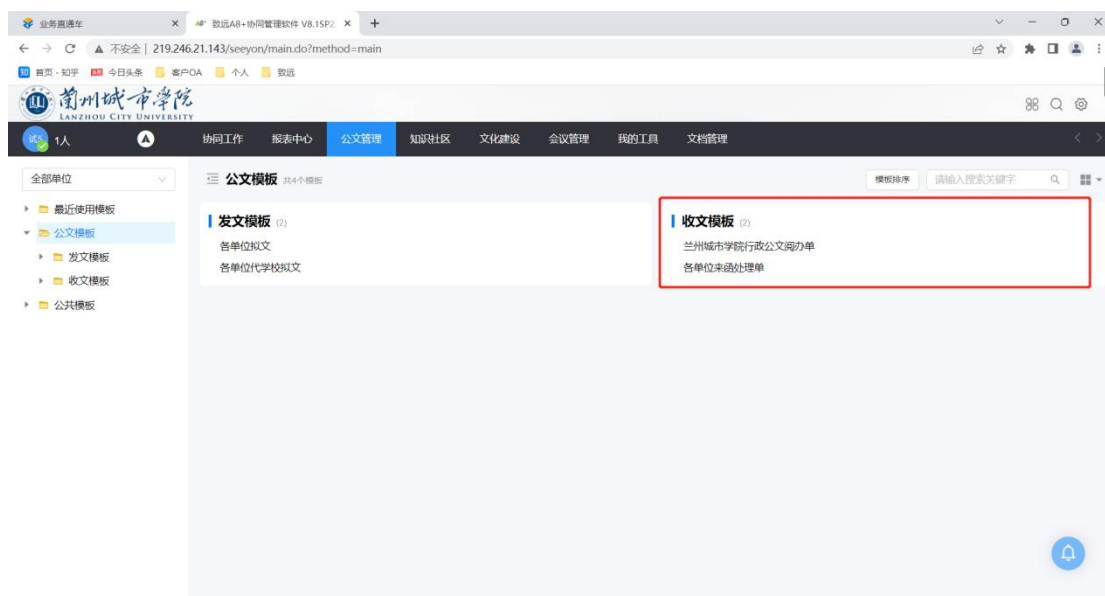 业务直通车
致远A8+协同管理软件 V8.1SP2
不安全 | 219.246.21.143/seeyon/main.do?method=main
知 首页 - 知乎 今日头条 客户OA 个人 致远
蘭州城市学院
LANZHOU CITY UNIVERSITY
试5 1人 协同工作 报表中心 公文管理 知识社区 文化建设 会议管理 我的工具 文档管理
全部单位 公文模板 共4个模板 模板排序 请输入搜索关键字
最近使用模板
公文模板
发文模板
收文模板
公共模板
发文模板 (2)
各单位拟文
各单位代学校拟文
收文模板 (2)
兰州城市学院行政公文阅办单
各单位来函处理单